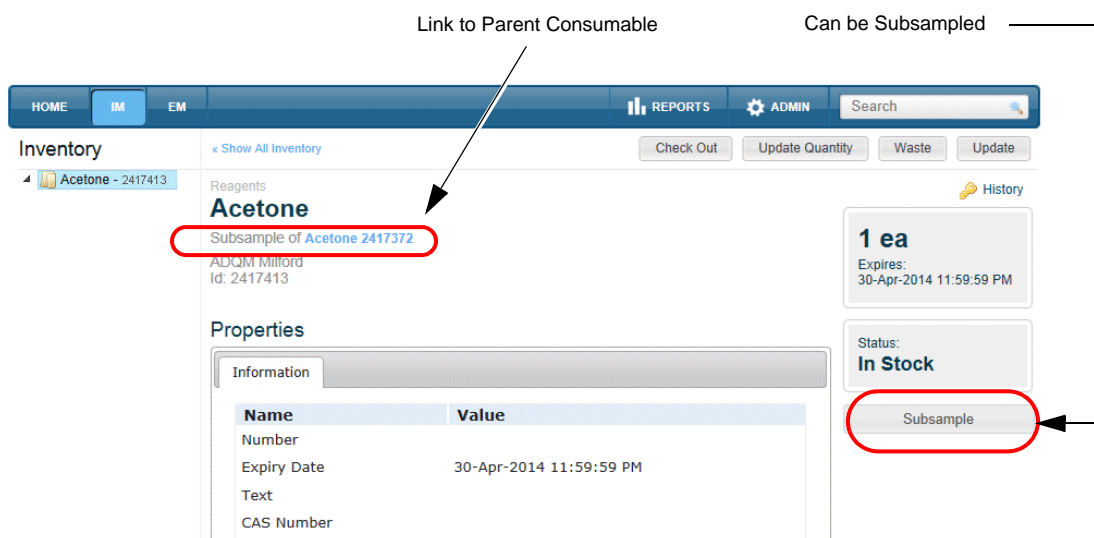 Link to Parent Consumable
Can be Subsampled
HOME
IM
EM
REPORTS
ADMIN
Search
Inventory
« Show All Inventory
Check Out
Update Quantity
Waste
Update
Acetone - 2417413
Reagents
History
Acetone
Subsample of Acetone 2417372
ADQM Milford
Id: 2417413
1 ea
Expires:
30-Apr-2014 11:59:59 PM
Properties
Status:
In Stock
Information
Subsample
Name Value
Number
Expiry Date 30-Apr-2014 11:59:59 PM
Text
CAS Number